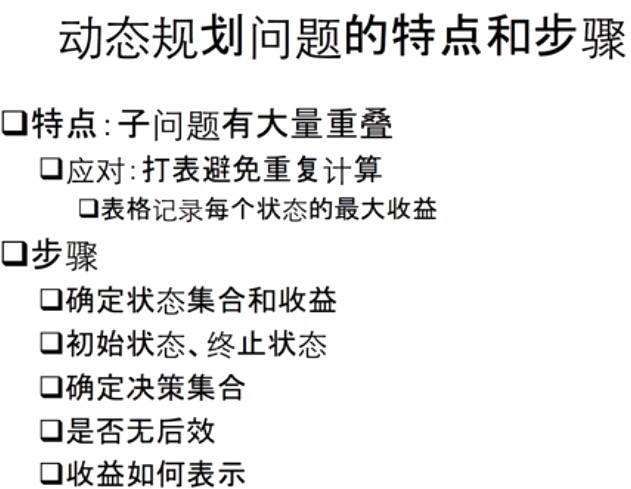 动态规划问题的特点和步骤
❑特点:子问题有大量重叠
❑应对:打表避免重复计算
❑表格记录每个状态的最大收益
❑步骤
❑确定状态集合和收益
❑初始状态、终止状态
❑确定决策集合
❑是否无后效
❑收益如何表示